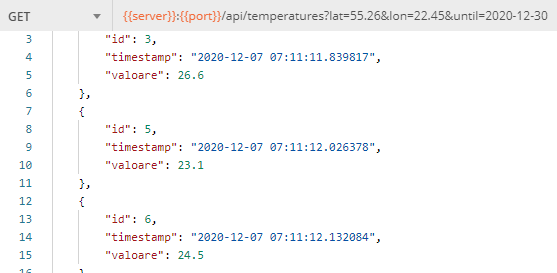 GET {{server}}:{{port}}/api/temperatures?lat=55.26&lon=22.45&until=2020-12-30
3 "id": 3,
4 "timestamp": "2020-12-07 07:11:11.839817",
5 "valoare": 26.6
6 },
7 {
8 "id": 5,
9 "timestamp": "2020-12-07 07:11:12.026378",
10 "valoare": 23.1
11 },
12 {
13 "id": 6,
14 "timestamp": "2020-12-07 07:11:12.132084",
15 "valoare": 24.5
16 },